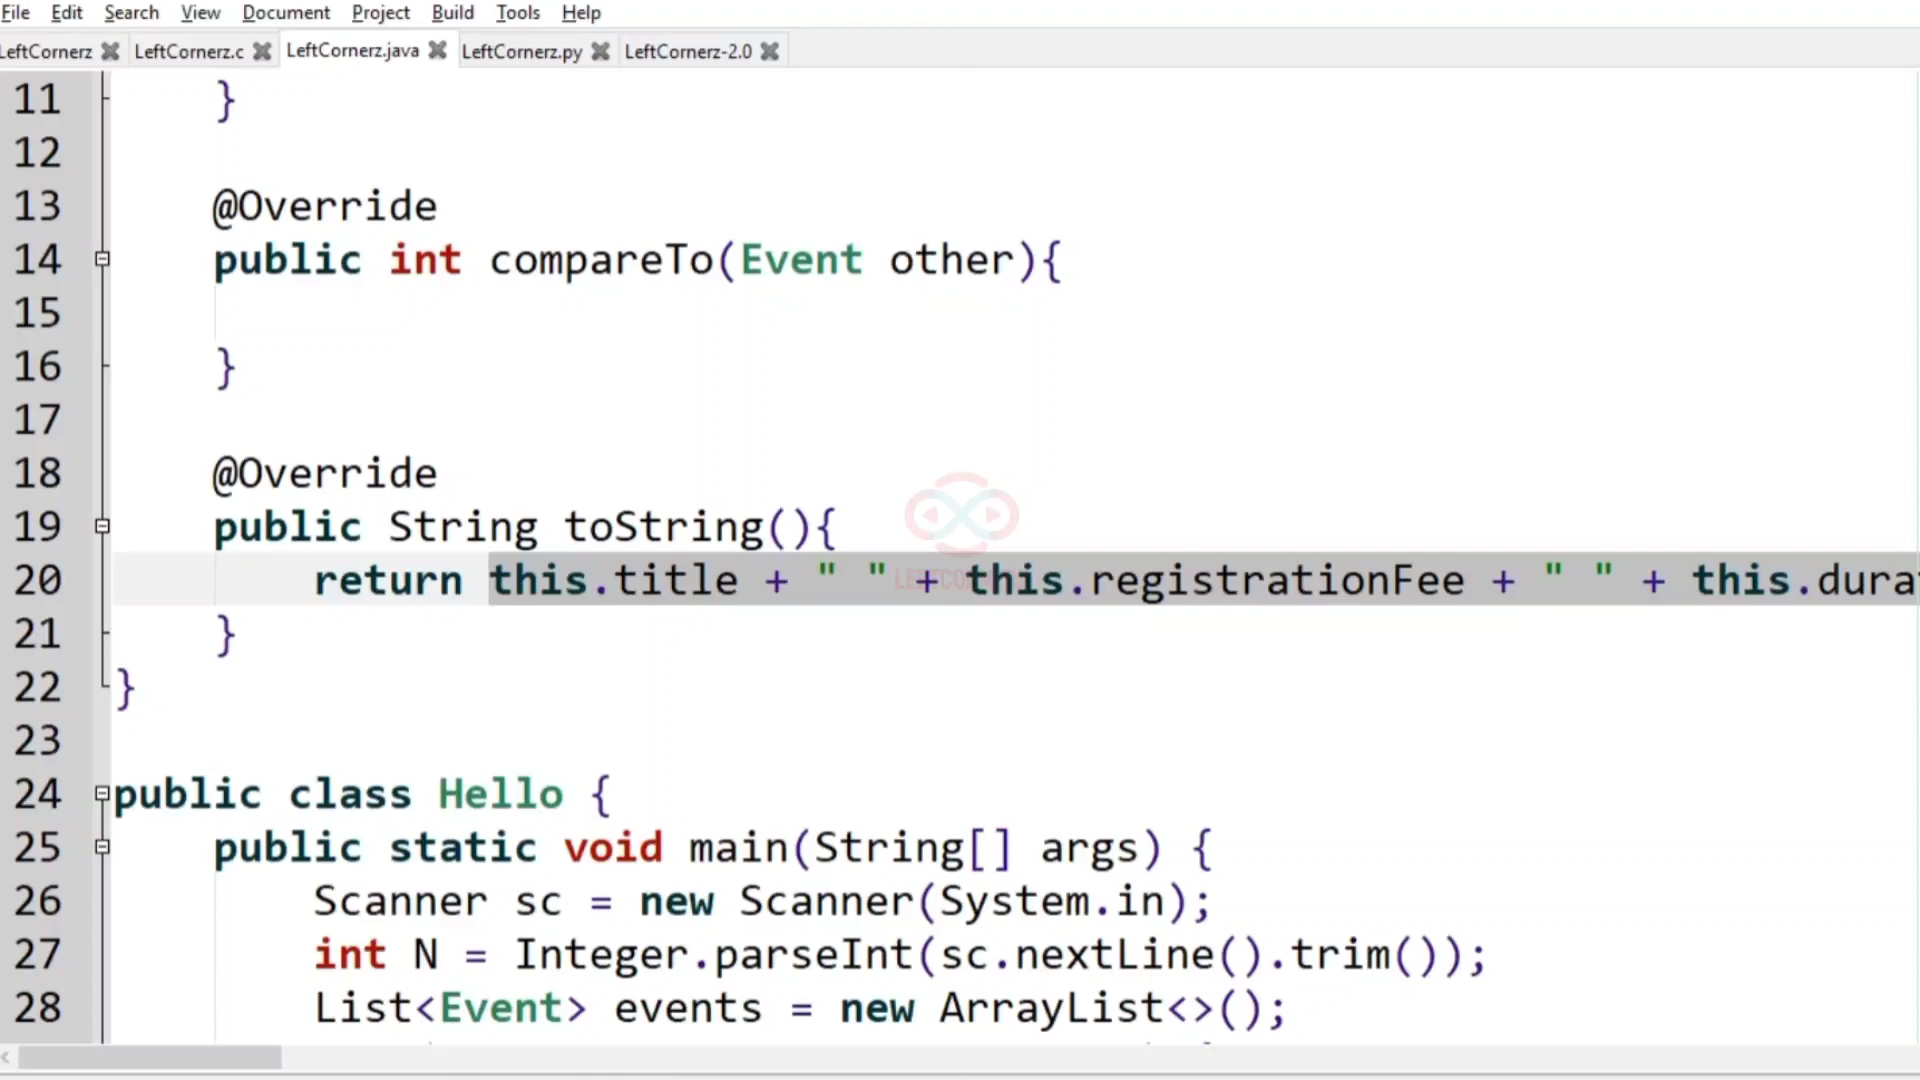 File Edit Search View Document Project Build Tools Help
LeftCornerz LeftCornerz.c LeftCornerz.java LeftCornerz.py LeftCornerz-2.0
11 }
12
13 @Override
14 public int compareTo(Event other){
15
16 }
17
18 @Override
19 public String toString(){
20 return this.title + " " + this.registrationFee + " " + this.dura
21 }
22 }
23
24 public class Hello {
25 public static void main(String[] args) {
26 Scanner sc = new Scanner(System.in);
27 int N = Integer.parseInt(sc.nextLine().trim());
28 List<Event> events = new ArrayList<>();